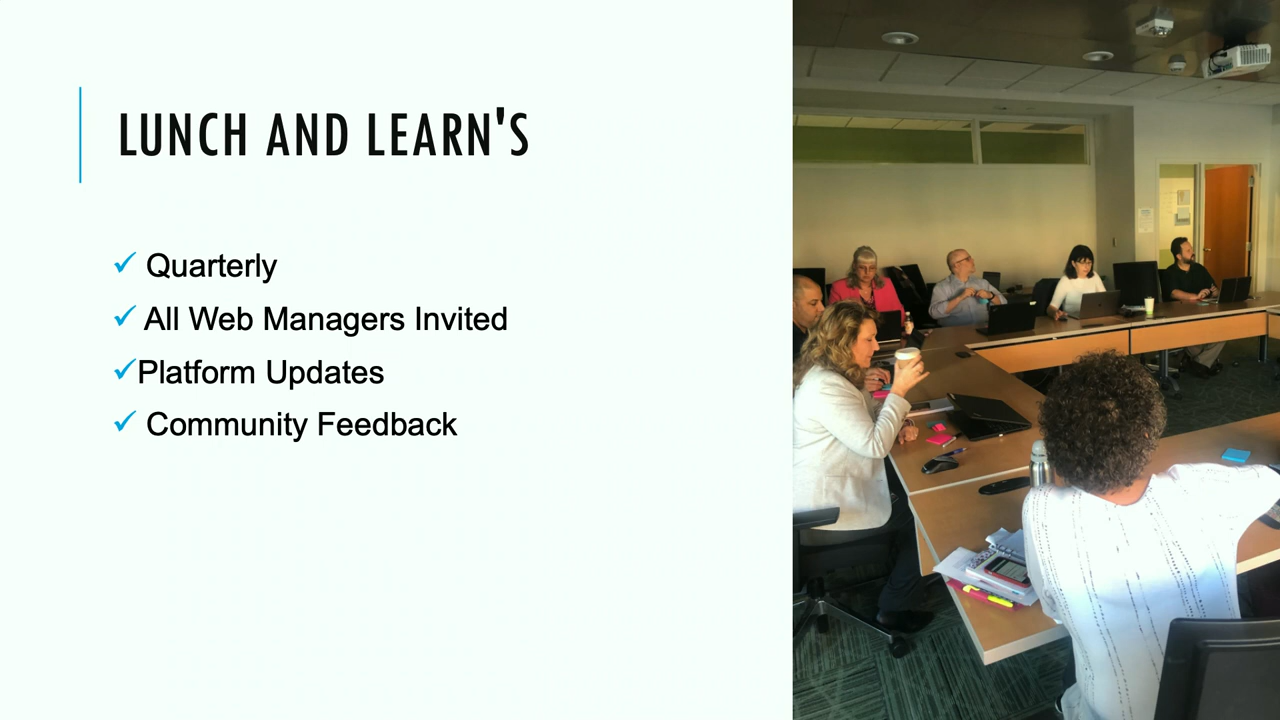 LUNCH AND LEARN'S
✓ Quarterly
✓ All Web Managers Invited
✓ Platform Updates
✓ Community Feedback